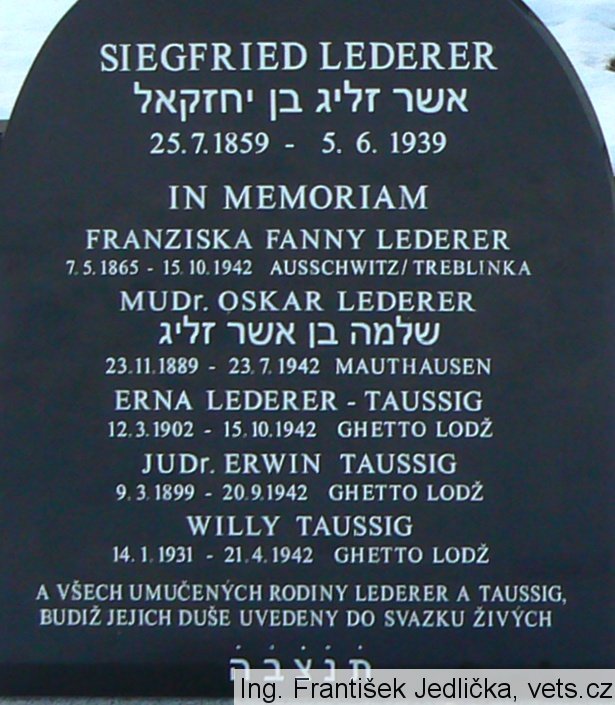 SIEGFRIED LEDERER
אשר זליג בן יחזקאל
25.7.1859 - 5. 6. 1939
IN MEMORIAM
FRANZISKA FANNY LEDERER
7.5.1865 - 15.10.1942 AUSSCHWITZ/TREBLINKA
MUDr. OSKAR LEDERER
שלמה בן אשר זליג
23.11.1889 - 23.7.1942 MAUTHAUSEN
ERNA LEDERER - TAUSSIG
12.3.1902 - 15.10.1942 GHETTO LODŽ
JUDr. ERWIN TAUSSIG
9.3.1899 - 20.9.1942 GHETTO LODŽ
WILLY TAUSSIG
14.1.1931 - 21.4.1942 GHETTO LODŽ
A VŠECH UMUČENÝCH RODINY LEDERER A TAUSSIG,
BUDIŽ JEJICH DUŠE UVEDENY DO SVAZKU ŽIVÝCH
ת נ צ ב ה
Ing. František Jedlička, vets.cz